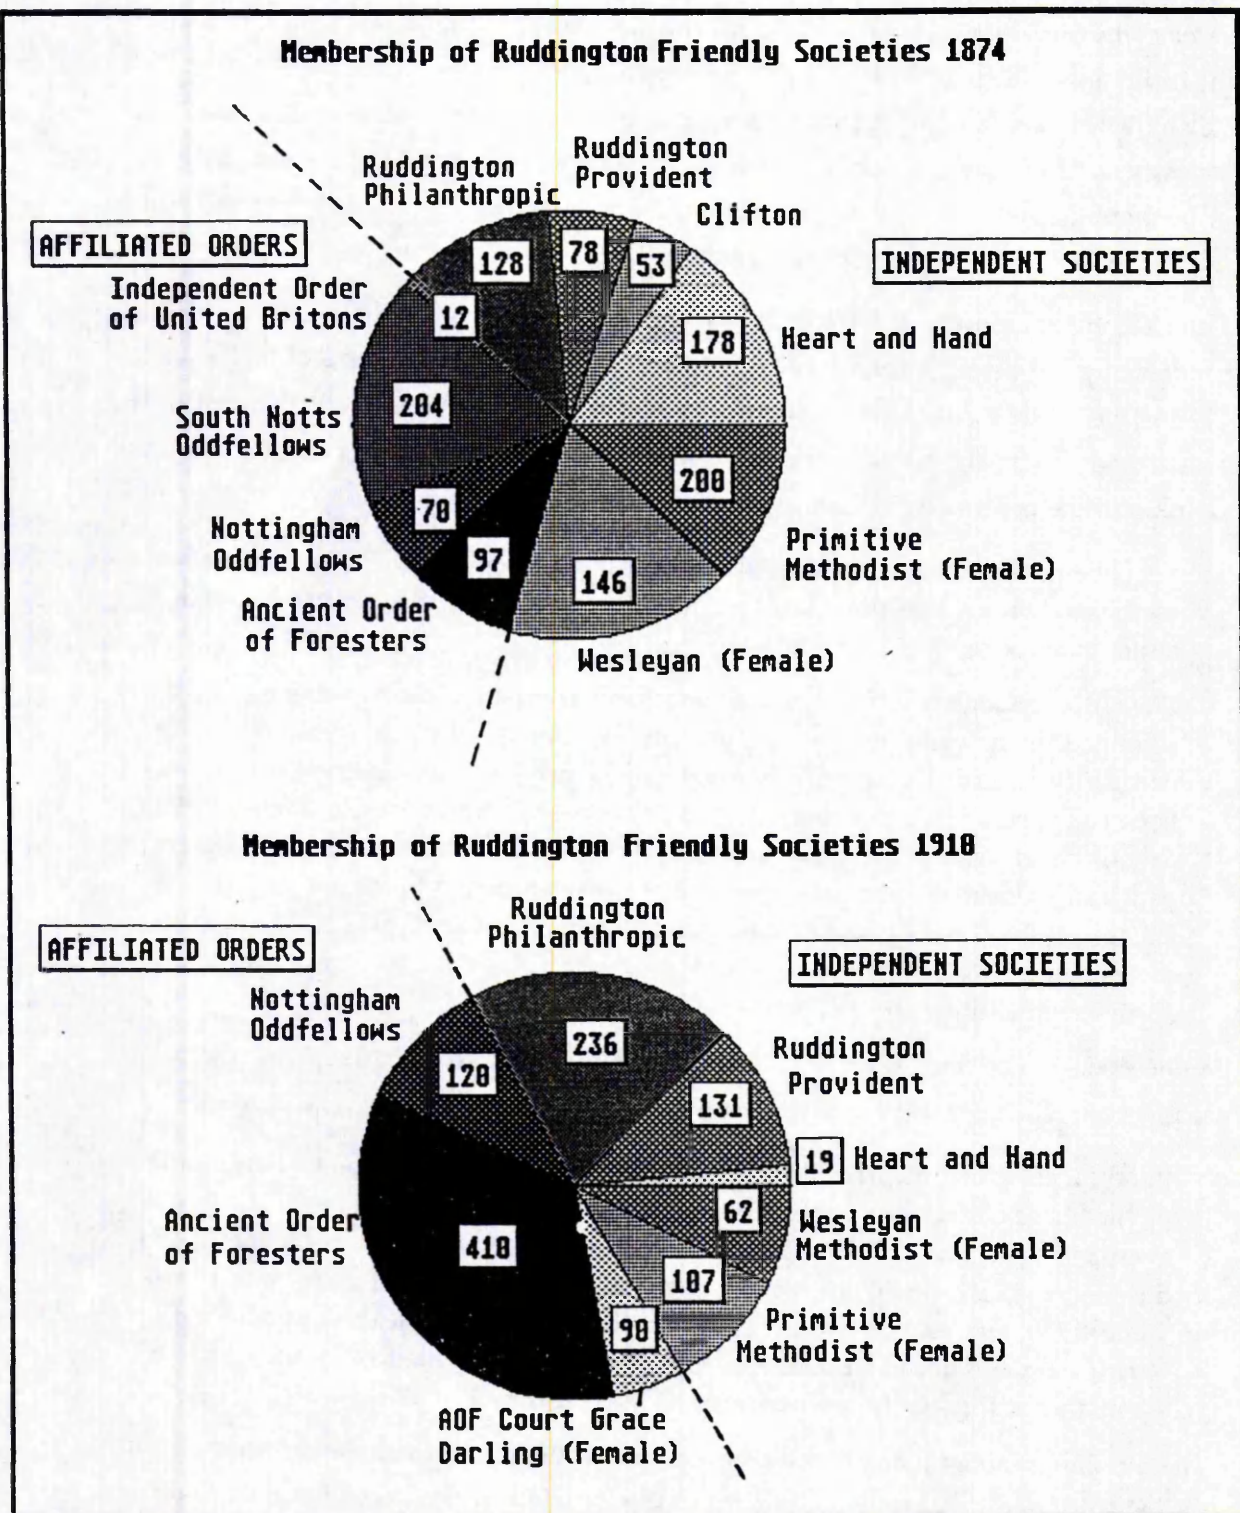 Membership of Ruddington Friendly Societies 1874
Ruddington
Provident
Ruddington
Philanthropic
Clifton
AFFILIATED ORDERS
INDEPENDENT SOCIETIES
128
78
53
Independent Order
of United Britons
12
178
Heart and Hand
204
South Notts
Oddfellows
200
70
Nottingham
Oddfellows
Primitive
Methodist (Female)
97
146
Ancient Order
of Foresters
Wesleyan (Female)
Membership of Ruddington Friendly Societies 1910
Ruddington
Philanthropic
AFFILIATED ORDERS
INDEPENDENT SOCIETIES
Nottingham
Oddfellows
236
Ruddington
Provident
120
131
19
Heart and Hand
Ancient Order
of Foresters
410
62
Wesleyan
Methodist (Female)
107
90
Primitive
Methodist (Female)
AOF Court Grace
Darling (Female)